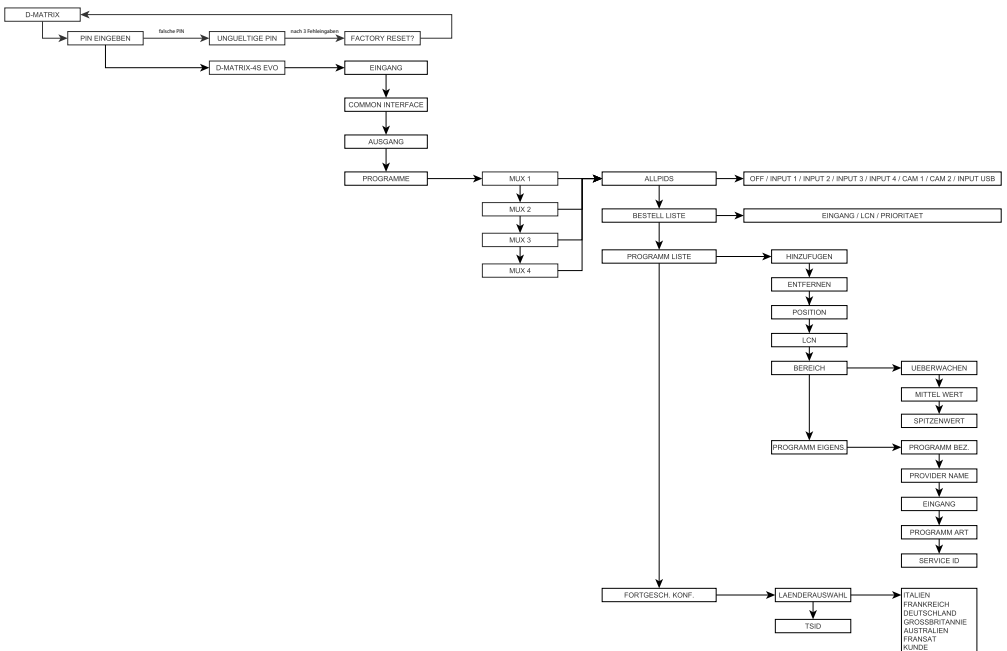 D-MATRIX
PIN EINGEBEN
falsche PIN
UNGUELTIGE PIN
nach 3 Fehleingaben
FACTORY RESET?
D-MATRIX-4S EVO
EINGANG
COMMON INTERFACE
AUSGANG
PROGRAMME
MUX 1
ALLPIDS
OFF / INPUT 1 / INPUT 2 / INPUT 3 / INPUT 4 / CAM 1 / CAM 2 / INPUT USB
MUX 2
BESTELL LISTE
EINGANG / LCN / PRIORITAET
MUX 3
PROGRAMM LISTE
HINZUFUGEN
MUX 4
ENTFERNEN
POSITION
LCN
BEREICH
UEBERWACHEN
MITTEL WERT
SPITZENWERT
PROGRAMM EIGENS.
PROGRAMM BEZ.
PROVIDER NAME
EINGANG
PROGRAMM ART
SERVICE ID
FORTGESCH. KONF.
LAENDERAUSWAHL
ITALIEN
FRANKREICH
DEUTSCHLAND
GROSSBRITANNIE
AUSTRALIEN
FRANSAT
KUNDE
TSID